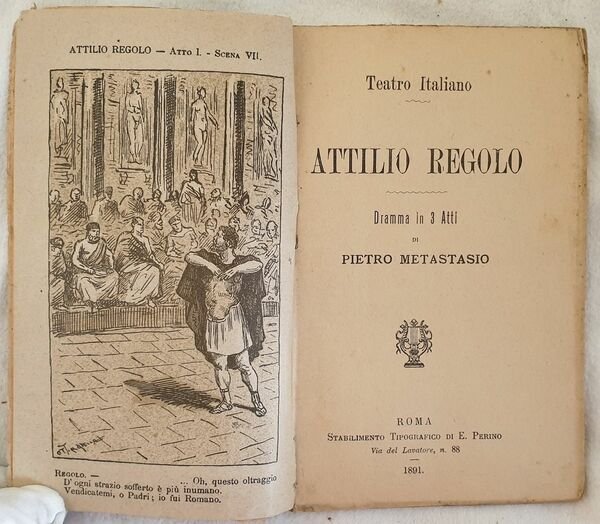 ATTILIO REGOLO — ATTO I. - SCENA VII.
REGOLO. — ... Oh, questo oltraggio
D'ogni strazio sofferto è più inumano.
Vendicatemi, o Padri; io fui Romano.
Teatro Italiano
ATTILIO REGOLO
Dramma in 3 Atti
DI
PIETRO METASTASIO
ROMA
STABILIMENTO TIPOGRAFICO DI E. PERINO
Via del Lavatore, n. 88
1891.